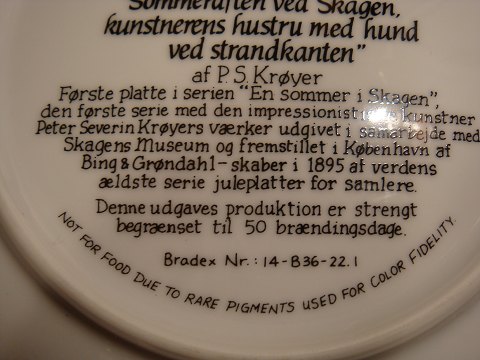 Sommeraften ved Skagen,
kunstnerens hustru med hund
ved strandkanten"
af P.S. Krøyer
Første platte i serien "En sommer i Skagen",
den første serie med den impressionist kunstner
Peter Severin Krøyers værker udgivet i samarbejde med
Skagens Museum og fremstillet i København af
Bing & Grøndahl - skaber i 1895 af verdens
ældste serie juleplatter for samlere.
Denne udgaves produktion er strengt
begrænset til 50 brændingsdage.
Bradex Nr.: 14-B36-22.1
NOT FOR FOOD DUE TO RARE PIGMENTS USED FOR COLOR FIDELITY.